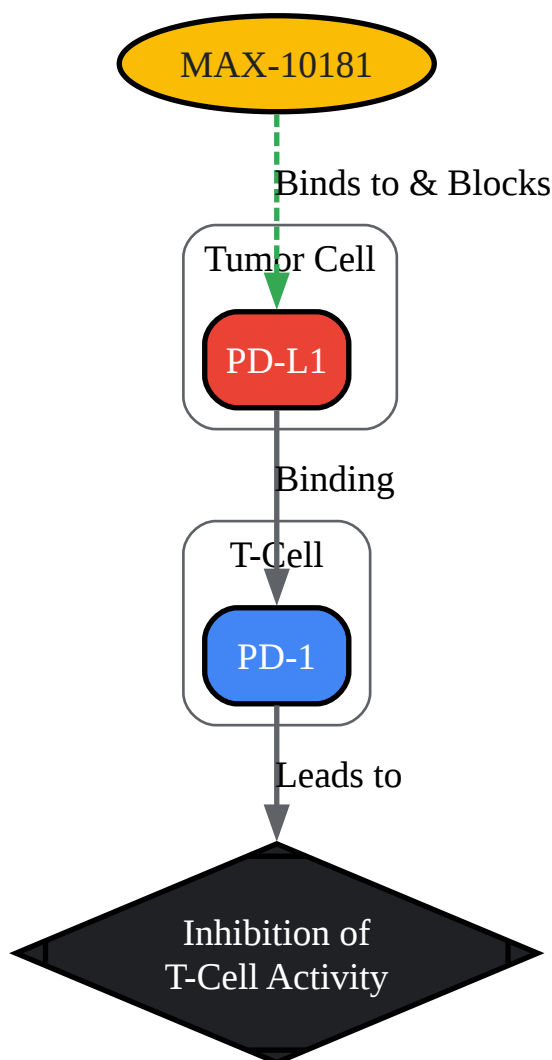 MAX-10181
Binds to & Blocks
Tumor Cell
PD-L1
Binding
T-Cell
PD-1
Leads to
Inhibition of
T-Cell Activity